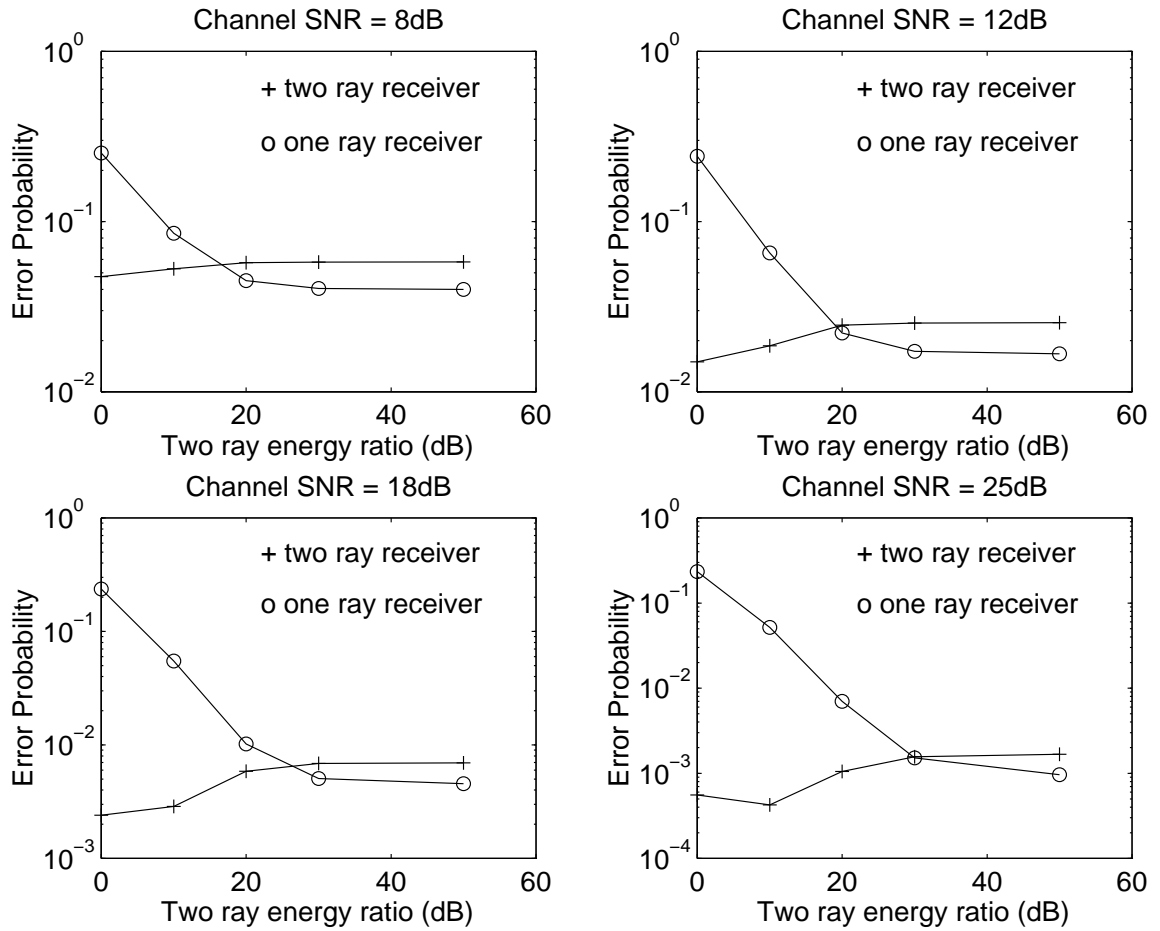 Channel SNR = 8dB
10^0
10^−1
10^−2
Error Probability
+ two ray receiver
o one ray receiver
0 20 40 60
Two ray energy ratio (dB)
Channel SNR = 12dB
10^0
10^−1
10^−2
Error Probability
+ two ray receiver
o one ray receiver
0 20 40 60
Two ray energy ratio (dB)
Channel SNR = 18dB
10^0
10^−1
10^−2
10^−3
Error Probability
+ two ray receiver
o one ray receiver
0 20 40 60
Two ray energy ratio (dB)
Channel SNR = 25dB
10^0
10^−1
10^−2
10^−3
10^−4
Error Probability
+ two ray receiver
o one ray receiver
0 20 40 60
Two ray energy ratio (dB)